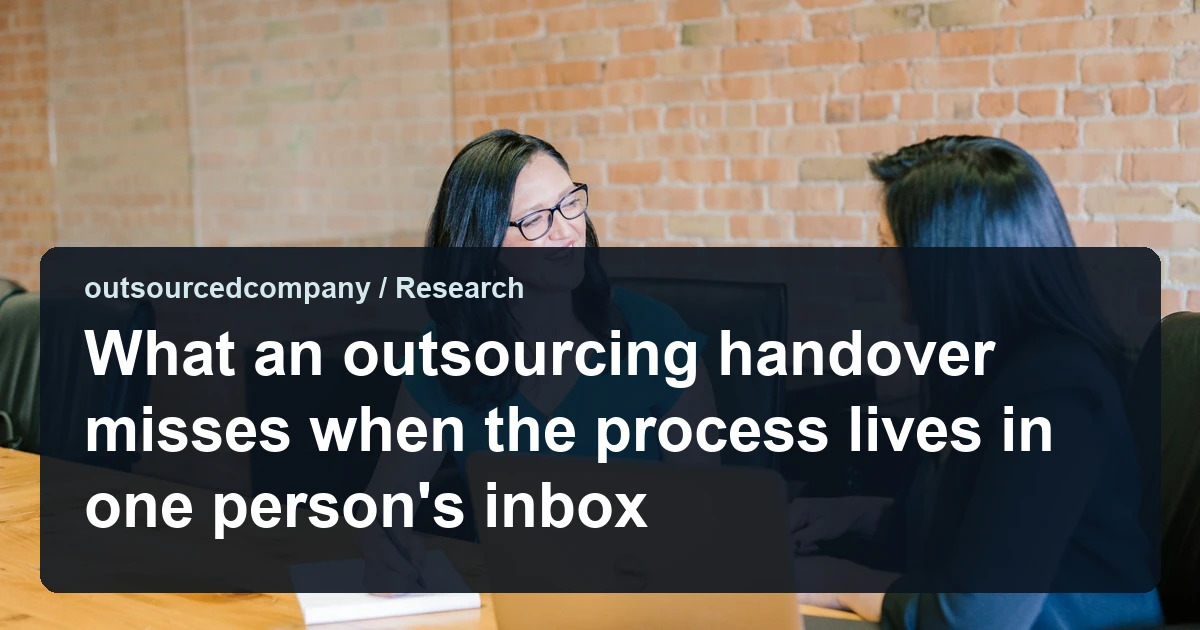 outsourcedcompany / Research
What an outsourcing handover
misses when the process lives in
one person's inbox